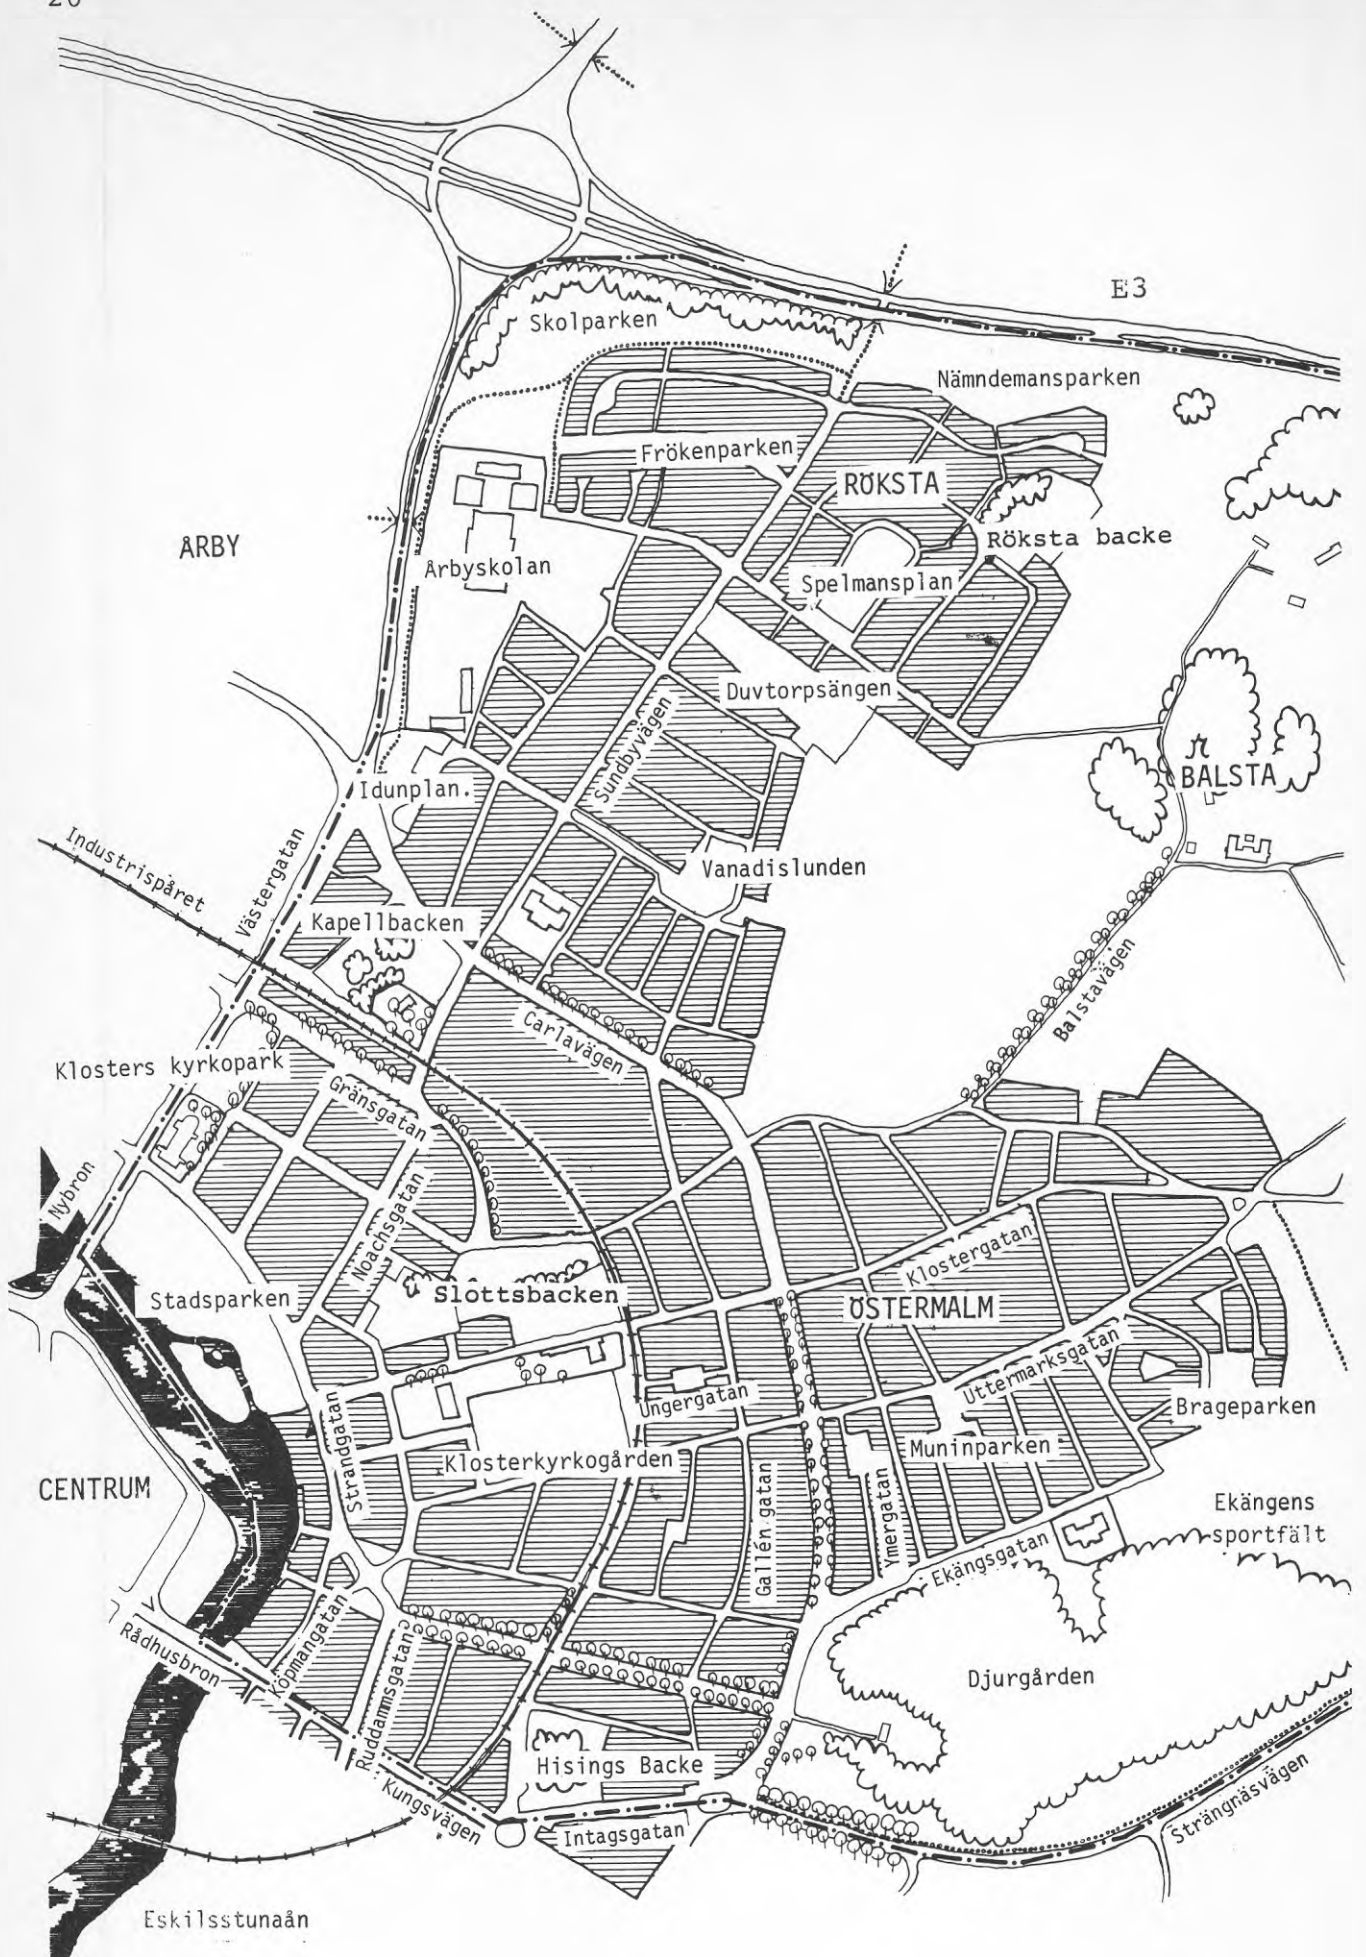 20
E3
Skolparken
Nämndemansparken
Frökenparken
RÖKSTA
ÅRBY
Röksta backe
Årbyskolan
Spelmansplan
Duvtorpsängen
Sundbyvägen
BALSTA
Idunplan.
Industrispåret
Västergatan
Vanadislunden
Kapellbacken
Balstavägen
Carlavägen
Klosters kyrkopark
Gränsgatan
Nybron
Noachsgatan
Klostergatan
Stadsparken
Slottsbacken
ÖSTERMALM
Uttermarksgatan
Ungergatan
Brageparken
Strandgatan
Muninparken
Klosterkyrkogården
CENTRUM
Gallén gatan
Ymergatan
Ekängens
sportfält
Ekängsgatan
Rådhusbron
Köpmangatan
Ruddammsgatan
Djurgården
Hisings Backe
Kungsvägen
Intagsgatan
Strängnäsvägen
Eskilsstunaån